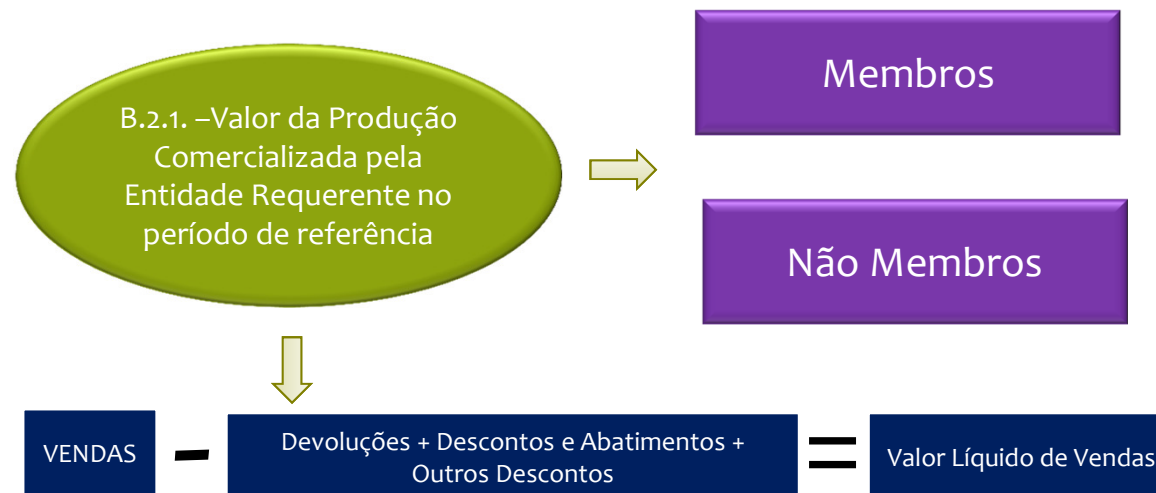 B.2.1. –Valor da Produção
Comercializada pela
Entidade Requerente no
período de referência
Membros
Não Membros
VENDAS
-
Devoluções + Descontos e Abatimentos +
Outros Descontos
=
Valor Líquido de Vendas